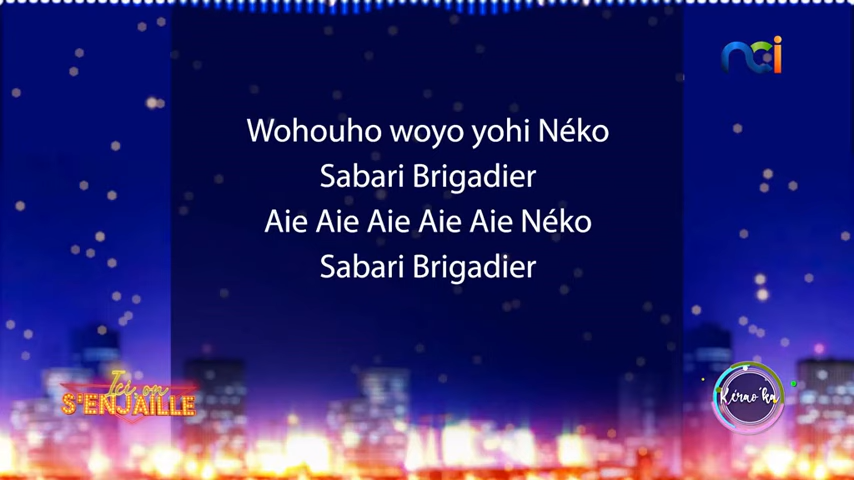 nci
Wohouho woyo yohi Néko
Sabari Brigadier
Aie Aie Aie Aie Aie Néko
Sabari Brigadier
Ici on
S'ENJAILLE
Kérao'ké